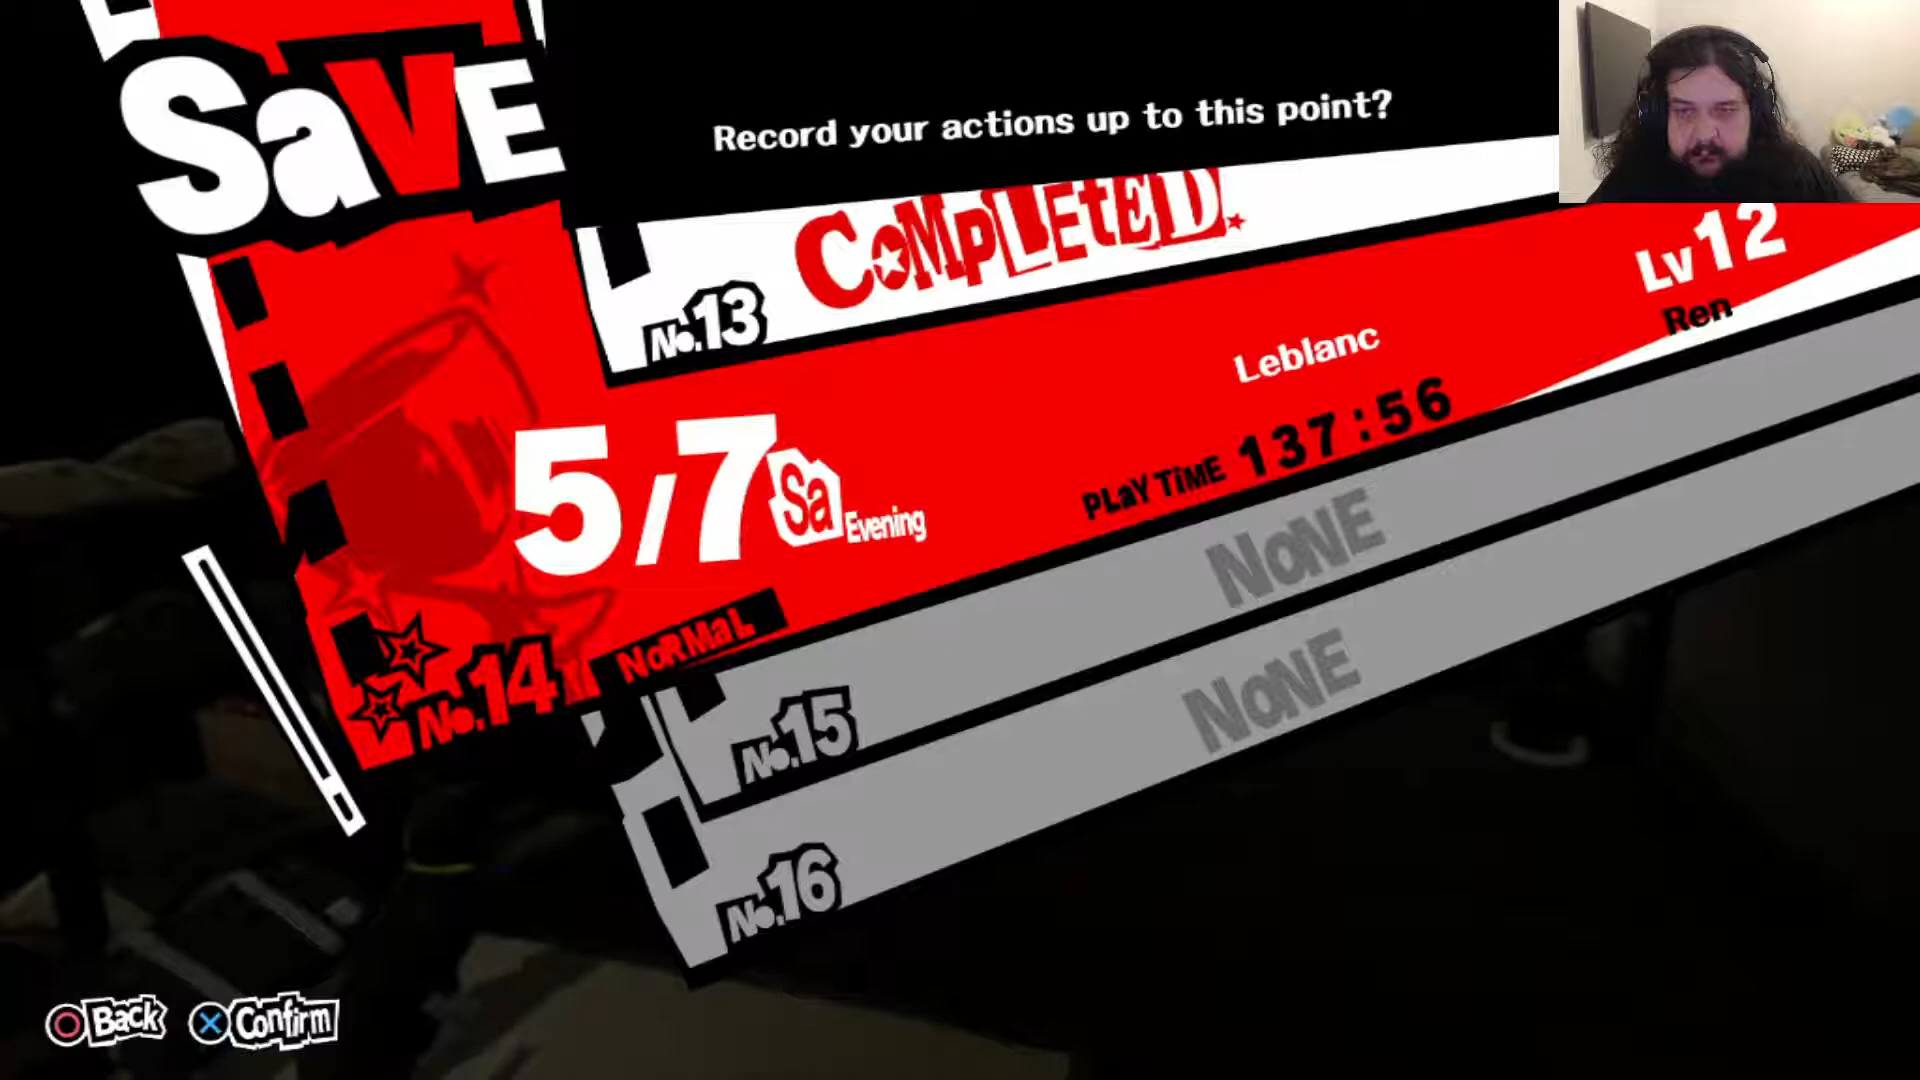 SaVE
Record your actions up to this point?
No.13
CoMPLEtED
Lv12
Ren
Leblanc
5/7
Sa
Evening
PLaY TiME 137:56
No.14
NoRMaL
No.15
NoNE
No.16
NoNE
Back
Confirm